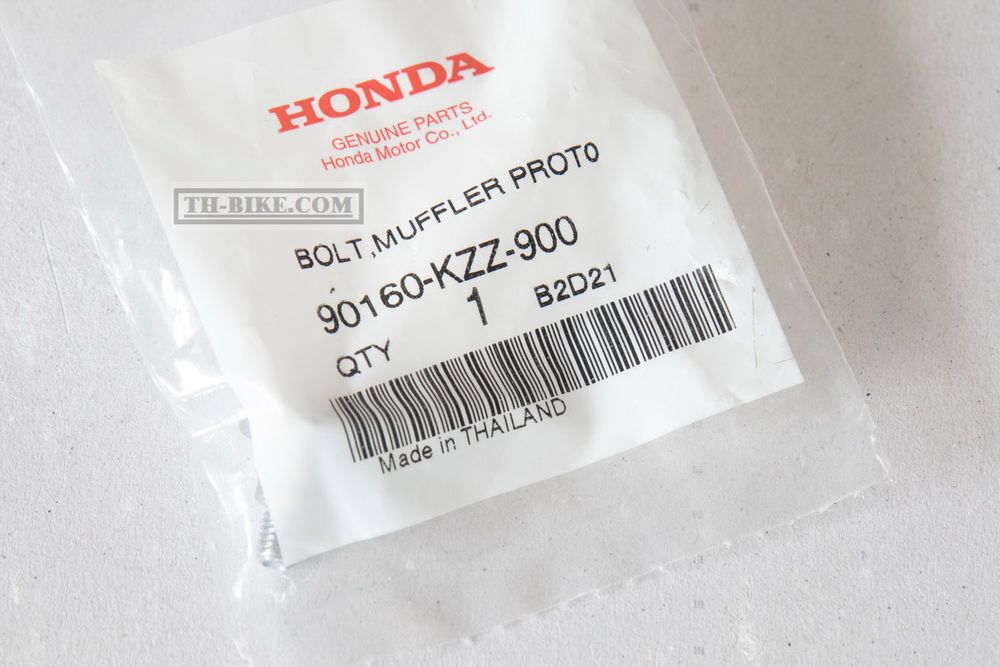 HONDA
GENUINE PARTS
Honda Motor Co., Ltd.
TH-BIKE.COM
BOLT,MUFFLER PROT0
90160-KZZ-900
QTY 1 B2D21
Made in THAILAND